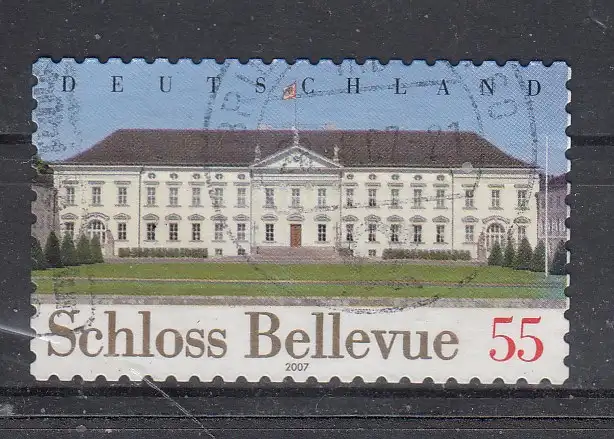 DEUTSCHLAND
Schloss Bellevue 55
2007